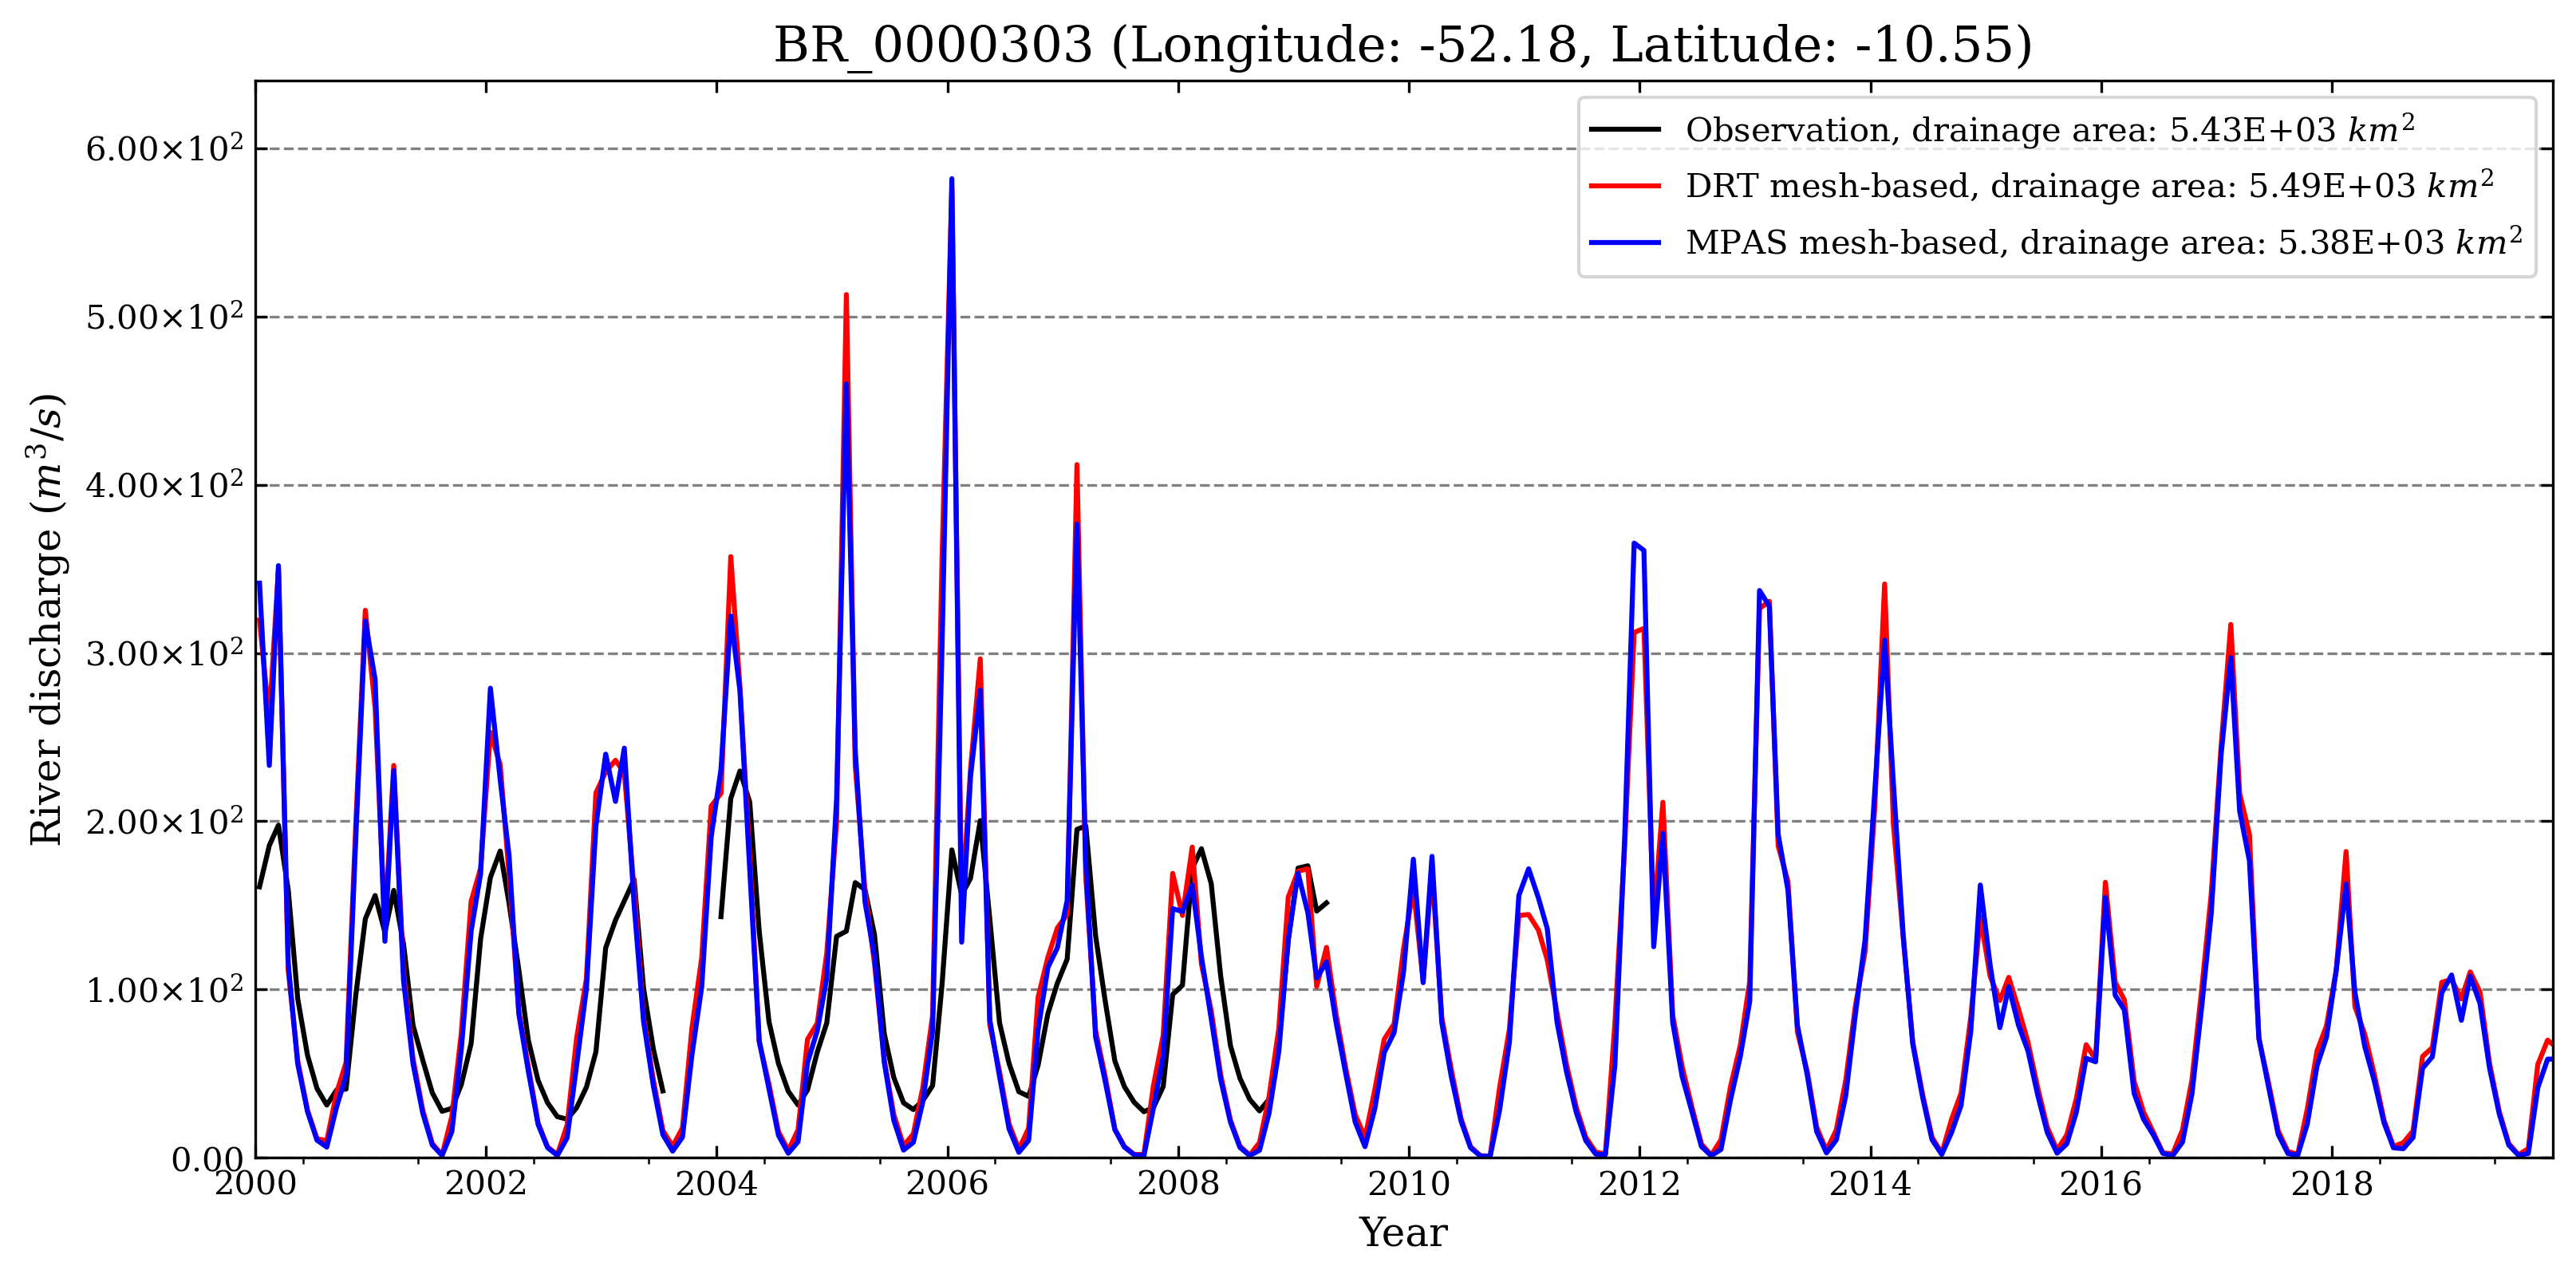 BR_0000303 (Longitude: -52.18, Latitude: -10.55)
Observation, drainage area: 5.43E+03 km²
DRT mesh-based, drainage area: 5.49E+03 km²
MPAS mesh-based, drainage area: 5.38E+03 km²
River discharge (m³/s)
6.00×10²
5.00×10²
4.00×10²
3.00×10²
2.00×10²
1.00×10²
0.00
2000 2002 2004 2006 2008 2010 2012 2014 2016 2018
Year